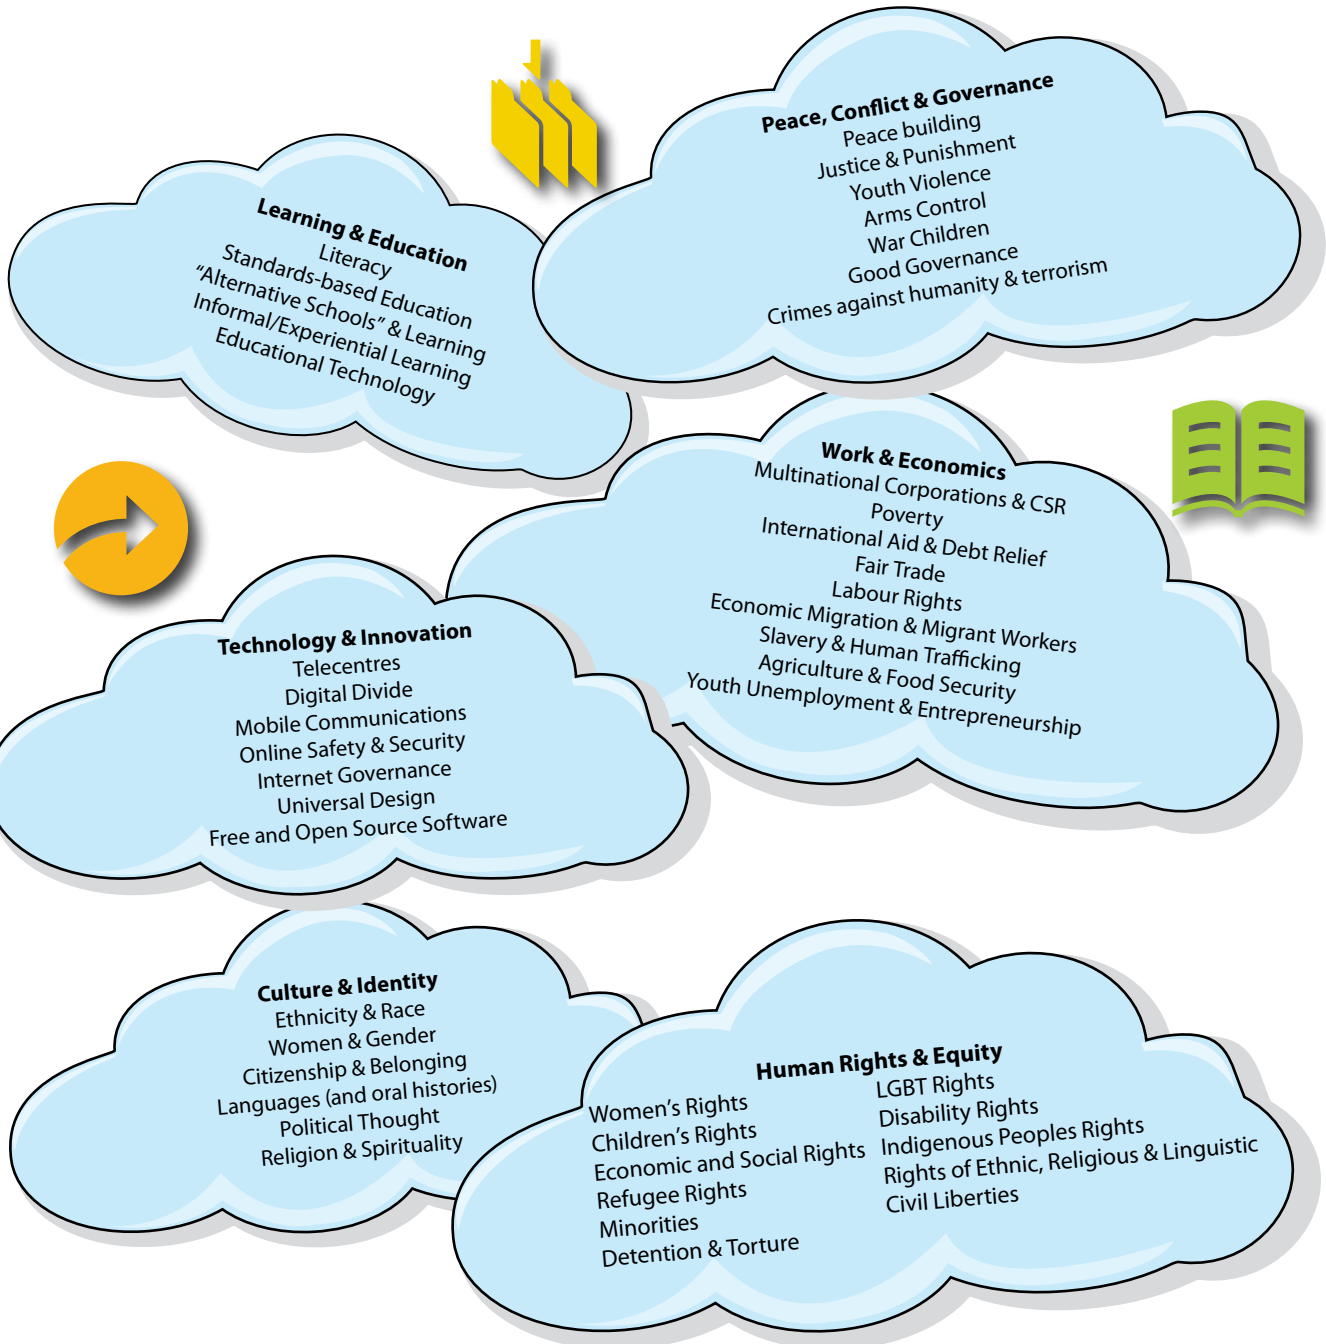 Learning & Education
Literacy
Standards-based Education
"Alternative Schools" & Learning
Informal/Experiential Learning
Educational Technology
Peace, Conflict & Governance
Peace building
Justice & Punishment
Youth Violence
Arms Control
War Children
Good Governance
Crimes against humanity & terrorism
Work & Economics
Multinational Corporations & CSR
Poverty
International Aid & Debt Relief
Fair Trade
Labour Rights
Economic Migration & Migrant Workers
Slavery & Human Trafficking
Agriculture & Food Security
Youth Unemployment & Entrepreneurship
Technology & Innovation
Telecentres
Digital Divide
Mobile Communications
Online Safety & Security
Internet Governance
Universal Design
Free and Open Source Software
Culture & Identity
Ethnicity & Race
Women & Gender
Citizenship & Belonging
Languages (and oral histories)
Political Thought
Religion & Spirituality
Human Rights & Equity
Women's Rights
Children's Rights
Economic and Social Rights
Refugee Rights
Minorities
Detention & Torture
LGBT Rights
Disability Rights
Indigenous Peoples Rights
Rights of Ethnic, Religious & Linguistic
Civil Liberties